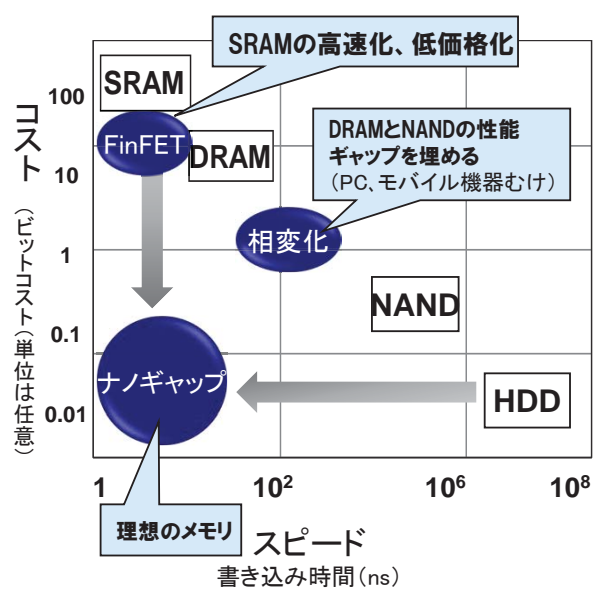 SRAMの高速化、低価格化
SRAM
FinFET
DRAM
DRAMとNANDの性能
ギャップを埋める
(PC、モバイル機器むけ)
相変化
NAND
ナノギャップ
HDD
理想のメモリ
コスト
(ビットコスト(単位は任意)
100
10
1
0.1
0.01
1
10²
10⁶
10⁸
スピード
書き込み時間(ns)